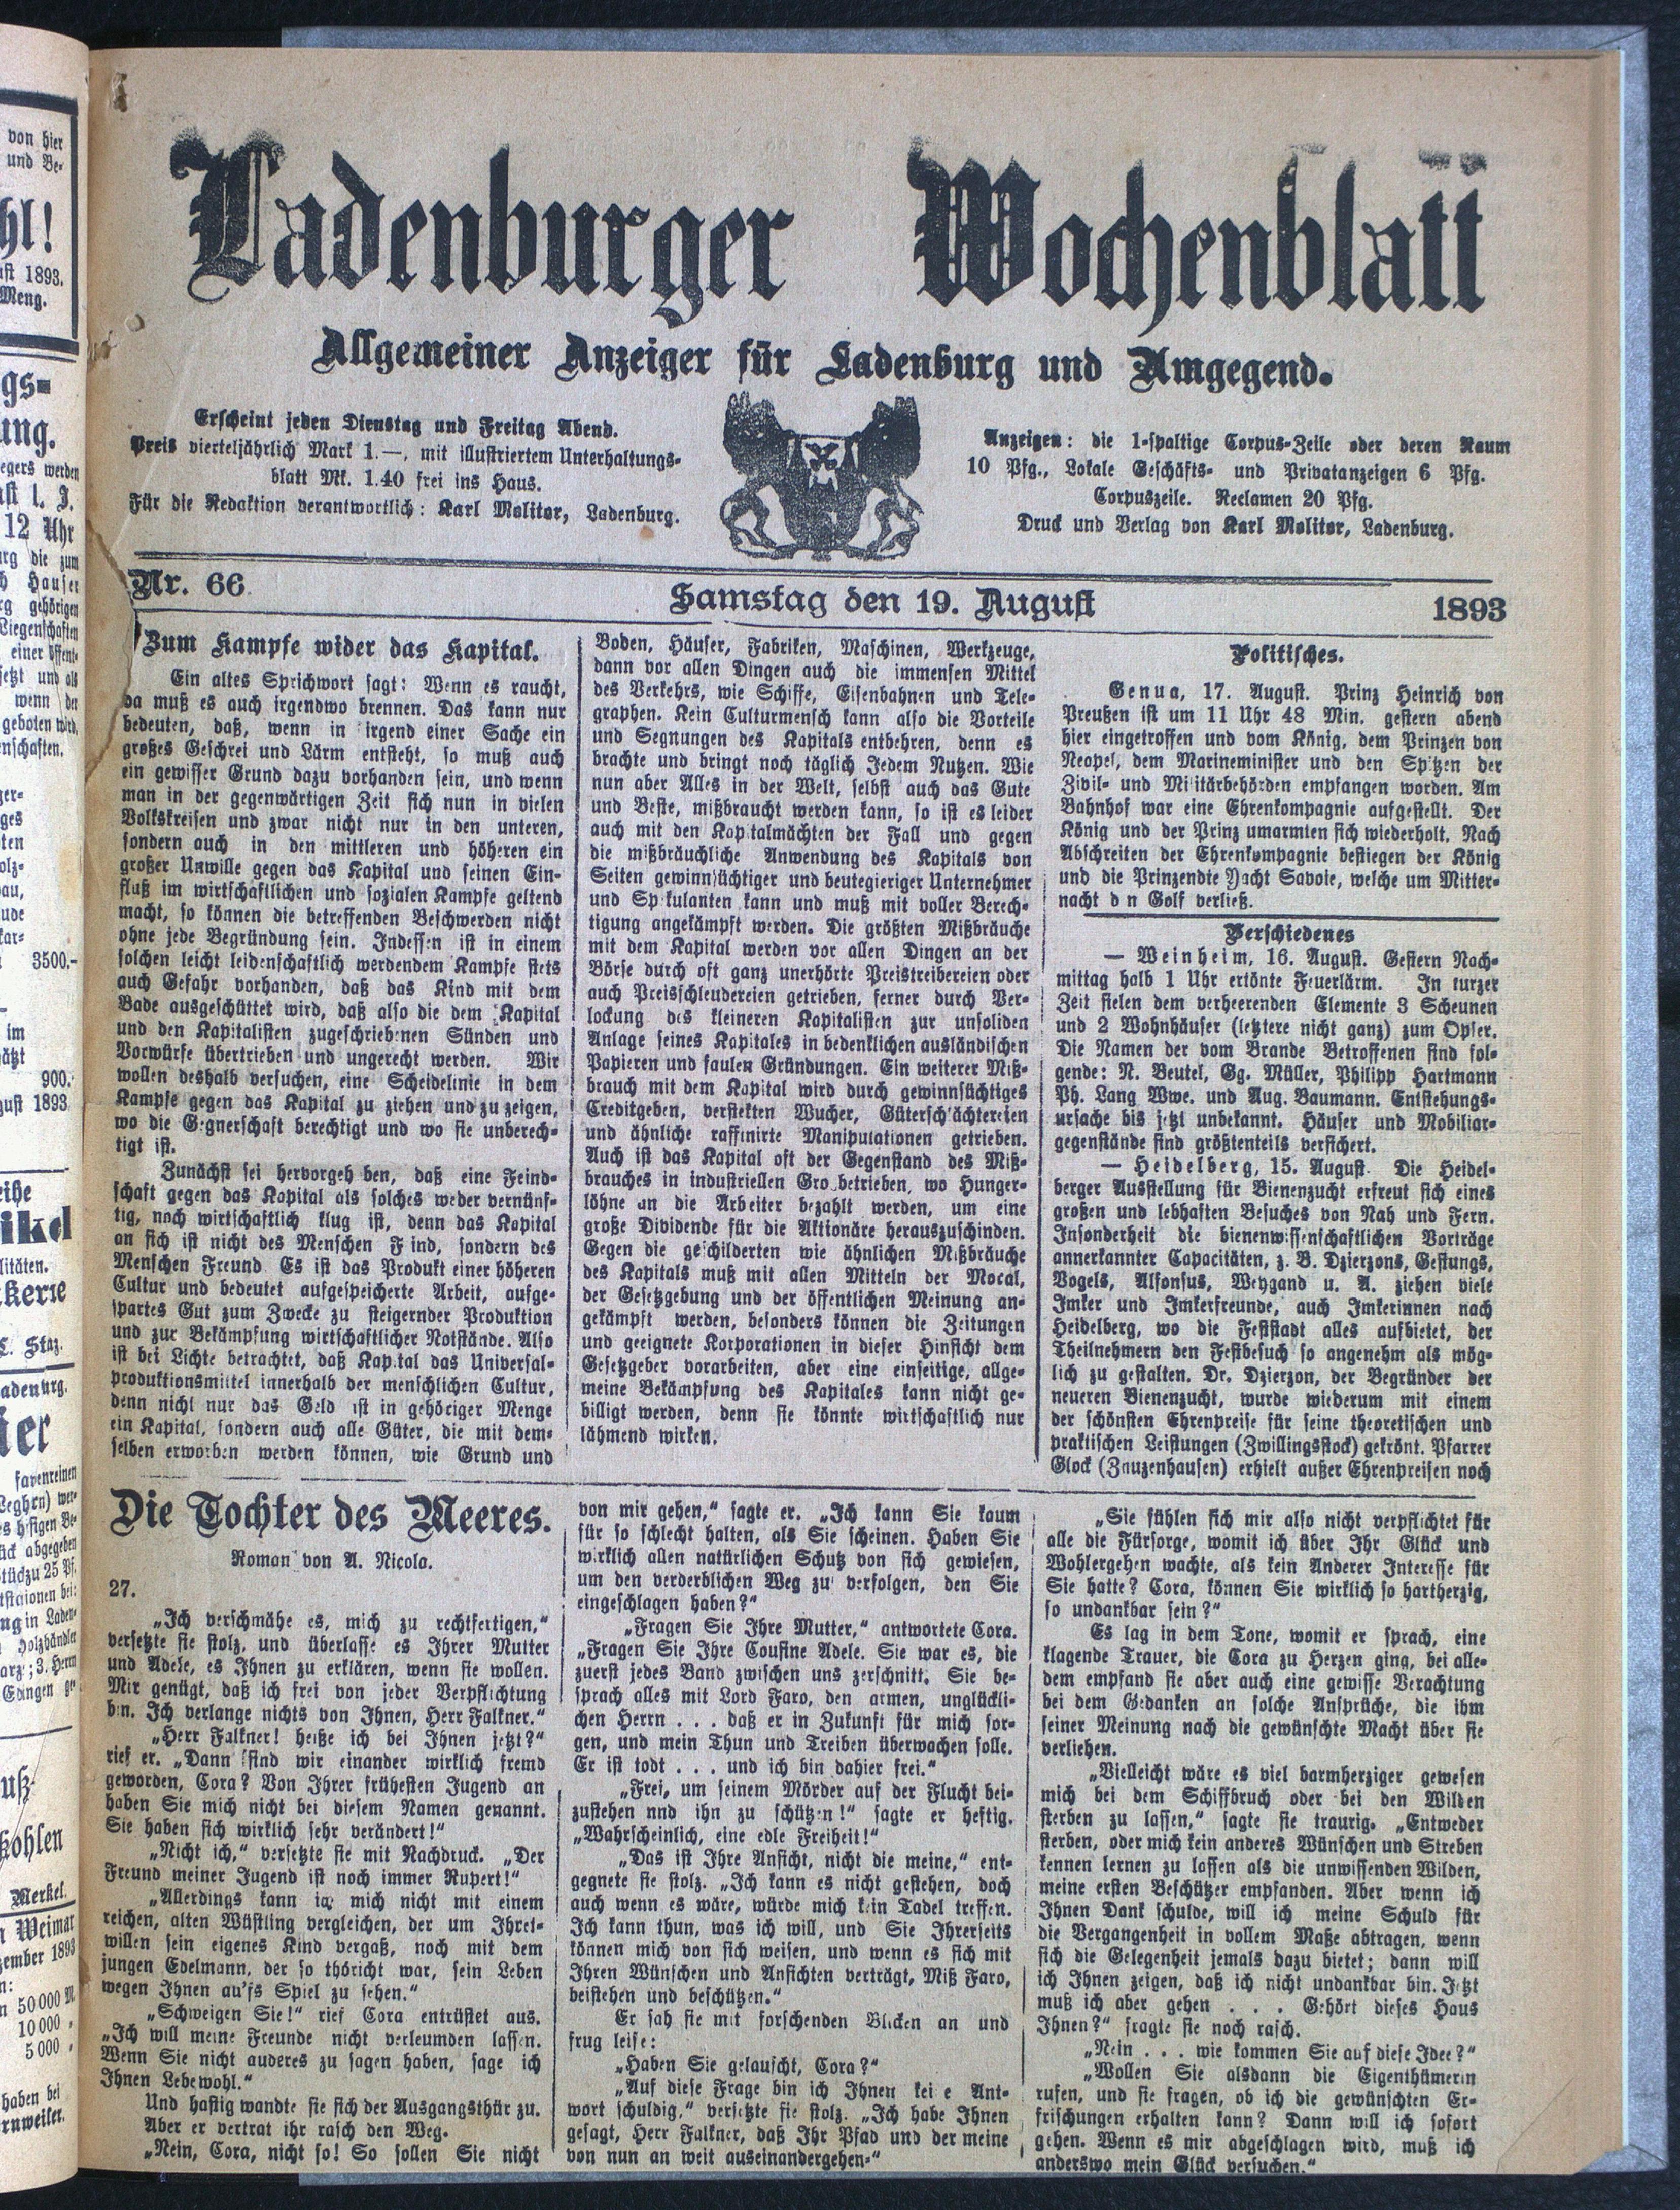 Ladenburger Wochenblatt
Allgemeiner Anzeiger für Ladenburg und Umgegend.
Erscheint jeden Dienstag und Freitag Abend.
Preis vierteljährlich Mark 1.—, mit illustriertem Unterhaltungs-
blatt Mk. 1.40 frei ins Haus.
Für die Redaktion verantwortlich: Karl Molitor, Ladenburg.
Anzeigen: die 1-spaltige Corpus-Zeile oder deren Raum
10 Pfg., Lokale Geschäfts- und Privatanzeigen 6 Pfg.
Corpuszeile. Reclamen 20 Pfg.
Druck und Verlag von Karl Molitor, Ladenburg.
Nr. 66
Samstag den 19. August
1893
Zum Kampfe wider das Kapital.
Ein altes Sprichwort sagt: Wenn es raucht,
da muß es auch irgendwo brennen. Das kann nur
bedeuten, daß, wenn in irgend einer Sache ein
großes Geschrei und Lärm entsteht, so muß auch
ein gewisser Grund dazu vorhanden sein, und wenn
man in der gegenwärtigen Zeit sich nun in vielen
Volkskreisen und zwar nicht nur in den unteren,
sondern auch in den mittleren und höheren ein
großer Unwille gegen das Kapital und seinen Ein-
fluß im wirtschaftlichen und sozialen Kampfe geltend
macht, so können die betreffenden Beschwerden nicht
ohne jede Begründung sein. Indessen ist in einem
solchen leicht leidenschaftlich werdendem Kampfe stets
auch Gefahr vorhanden, daß das Kind mit dem
Bade ausgeschüttet wird, daß also die dem Kapital
und den Kapitalisten zugeschriebenen Sünden und
Vorwürfe übertrieben und ungerecht werden. Wir
wollen deshalb versuchen, eine Scheidelinie in dem
Kampfe gegen das Kapital zu ziehen und zu zeigen,
wo die Gegnerschaft berechtigt und wo sie unberech-
tigt ist.
Zunächst sei hervorgeh ben, daß eine Feind-
schaft gegen das Kapital als solches weder vernünf-
tig, noch wirtschaftlich klug ist, denn das Kapital
an sich ist nicht des Menschen F ind, sondern des
Menschen Freund Es ist das Produkt einer höheren
Cultur und bedeutet aufgespeicherte Arbeit, aufge-
spartes Gut zum Zwecke zu steigernder Produktion
und zur Bekämpfung wirtschaftlicher Notstände. Also
ist bei Lichte betrachtet, daß Kap.tal das Universal-
produktionsmittel innerhalb der menschlichen Cultur,
denn nicht nur das Geld ist in gehöriger Menge
ein Kapital, sondern auch alle Güter, die mit dem-
selben erworben werden können, wie Grund und
Boden, Häuser, Fabriken, Maschinen, Werkzeuge,
dann vor allen Dingen auch die immensen Mittel
des Verkehrs, wie Schiffe, Eisenbahnen und Tele-
graphen. Kein Culturmensch kann also die Vorteile
und Segnungen des Kapitals entbehren, denn es
brachte und bringt noch täglich Jedem Nutzen. Wie
nun aber Alles in der Welt, selbst auch das Gute
und Beste, mißbraucht werden kann, so ist es leider
auch mit den Kapitalmächten der Fall und gegen
die mißbräuchliche Anwendung des Kapitals von
Seiten gewinnsüchtiger und beutegieriger Unternehmer
und Spekulanten kann und muß mit voller Berech-
tigung angekämpft werden. Die größten Mißbräuche
mit dem Kapital werden vor allen Dingen an der
Börse durch oft ganz unerhörte Preistreibereien oder
auch Preisschleudereien getrieben, ferner durch Ver-
lockung des kleineren Kapitalisten zur unsoliden
Anlage seines Kapitales in bedenklichen ausländischen
Papieren und faulen Gründungen. Ein weiterer Miß-
brauch mit dem Kapital wird durch gewinnsüchtiges
Creditgeben, versteckten Wucher, Güterschlächtereien
und ähnliche raffinirte Manipulationen getrieben.
Auch ist das Kapital oft der Gegenstand des Miß-
brauches in industriellen Gro betrieben, wo Hunger-
löhne an die Arbeiter bezahlt werden, um eine
große Dividende für die Aktionäre herauszuschinden.
Gegen die geschilderten wie ähnlichen Mißbräuche
des Kapitals muß mit allen Mitteln der Mocal,
der Gesetzgebung und der öffentlichen Meinung an-
gekämpft werden, besonders können die Zeitungen
und geeignete Korporationen in dieser Hinsicht dem
Gesetzgeber vorarbeiten, aber eine einseitige, allge-
meine Bekämpfung des Kapitales kann nicht ge-
billigt werden, denn sie könnte wirtschaftlich nur
lähmend wirken.
Politisches.
Genua, 17. August. Prinz Heinrich von
Preußen ist um 11 Uhr 48 Min. gestern abend
hier eingetroffen und vom König, dem Prinzen von
Neapel, dem Marineminister und den Spitzen der
Zivil- und Militärbehörden empfangen worden. Am
Bahnhof war eine Ehrenkompagnie aufgestellt. Der
König und der Prinz umarmten sich wiederholt. Nach
Abschreiten der Ehrenkompagnie bestiegen der König
und die Prinzendie Yacht Savoie, welche um Mitter-
nacht d n Golf verließ.
Verschiedenes
— Weinheim, 16. August. Gestern Nach-
mittag halb 1 Uhr ertönte Feuerlärm. In kurzer
Zeit fielen dem verheerenden Elemente 3 Scheunen
und 2 Wohnhäuser (letztere nicht ganz) zum Opfer.
Die Namen der vom Brande Betroffenen sind fol-
gende: N. Beutel, Gg. Müller, Philipp Hartmann
Ph. Lang Wwe. und Aug. Baumann. Entstehungs-
ursache bis jetzt unbekannt. Häuser und Mobiliar-
gegenstände sind größtenteils versichert.
— Heidelberg, 15. August. Die Heidel-
berger Ausstellung für Bienenzucht erfreut sich eines
großen und lebhaften Besuches von Nah und Fern.
Insonderheit die bienenwissenschaftlichen Vorträge
annerkannter Capacitäten, z. B. Dzierzons, Gestungs,
Vogels, Alfonsus, Weygand u. A. ziehen viele
Imker und Imkerfreunde, auch Imkerinnen nach
Heidelberg, wo die Feststadt alles aufbietet, der
Theilnehmern den Festbesuch so angenehm als mög-
lich zu gestalten. Dr. Dzierzon, der Begründer der
neueren Bienenzucht, wurde wiederum mit einem
der schönsten Ehrenpreise für seine theoretischen und
praktischen Leistungen (Zwillingsstock) gekrönt. Pfarrer
Glock (Zuuzenhausen) erhielt außer Ehrenpreisen noch
Die Tochter des Meeres.
Roman von A. Nicola.
27.
„Ich verschmähe es, mich zu rechtfertigen,“
versetzte sie stolz, und überlasse es Ihrer Mutter
und Adele, es Ihnen zu erklären, wenn sie wollen.
Mir genügt, daß ich frei von jeder Verpflichtung
bin. Ich verlange nichts von Ihnen, Herr Falkner.“
„Herr Falkner! heiße ich bei Ihnen jetzt?“
rief er. „Dann sind wir einander wirklich fremd
geworden, Cora? Von Ihrer frühesten Jugend an
haben Sie mich nicht bei diesem Namen genannt.
Sie haben sich wirklich sehr verändert!“
„Nicht ich,“ versetzte sie mit Nachdruck. „Der
Freund meiner Jugend ist noch immer Rupert!“
„Allerdings kann ich mich nicht mit einem
reichen, alten Wüstling vergleichen, der um Ihret-
willen sein eigenes Kind vergaß, noch mit dem
jungen Edelmann, der so thöricht war, sein Leben
wegen Ihnen au's Spiel zu sehen.“
„Schweigen Sie!“ rief Cora entrüstet aus.
„Ich will meine Freunde nicht verleumden lassen.
Wenn Sie nicht auderes zu sagen haben, sage ich
Ihnen Lebewohl.“
Und hastig wandte sie sich der Ausgangsthür zu.
Aber er vertrat ihr rasch den Weg.
„Nein, Cora, nicht so! So sollen Sie nicht
von mir gehen,“ sagte er. „Ich kann Sie kaum
für so schlecht halten, als Sie scheinen. Haben Sie
wirklich allen natürlichen Schutz von sich gewiesen,
um den verderblichen Weg zu verfolgen, den Sie
eingeschlagen haben?“
„Fragen Sie Ihre Mutter,“ antwortete Cora.
„Fragen Sie Ihre Cousine Adele. Sie war es, die
zuerst jedes Band zwischen uns zerschnitt. Sie be-
sprach alles mit Lord Faro, den armen, unglückli-
chen Herrn . . . daß er in Zukunft für mich sor-
gen, und mein Thun und Treiben überwachen solle.
Er ist todt . . . und ich bin dahier frei.“
„Frei, um seinem Mörder auf der Flucht bei-
zustehen nnd ihn zu schützen!“ sagte er heftig.
„Wahrscheinlich, eine edle Freiheit!“
„Das ist Ihre Ansicht, nicht die meine,“ ent-
gegnete sie stolz. „Ich kann es nicht gestehen, doch
auch wenn es wäre, würde mich kein Tadel treffen.
Ich kann thun, was ich will, und Sie Ihrerseits
können mich von sich weisen, und wenn es sich mit
Ihren Wünschen und Ansichten verträgt, Miß Faro,
beistehen und beschützen.“
Er sah sie mit forschenden Blicken an und
frug leise:
„Haben Sie gelauscht, Cora?“
„Auf diese Frage bin ich Ihnen kei e Ant-
wort schuldig,“ versetzte sie stolz. „Ich habe Ihnen
gesagt, Herr Falkner, daß Ihr Pfad und der meine
von nun an weit auseinandergehen-“
„Sie fühlen sich mir also nicht verpflichtet für
alle die Fürsorge, womit ich über Ihr Glück und
Wohlergehen wachte, als kein Anderer Interesse für
Sie hatte? Cora, können Sie wirklich so hartherzig,
so undankbar sein?“
Es lag in dem Tone, womit er sprach, eine
klagende Trauer, die Cora zu Herzen ging, bei alle-
dem empfand sie aber auch eine gewisse Verachtung
bei dem Gedanken an solche Ansprüche, die ihm
seiner Meinung nach die gewünschte Macht über sie
verliehen.
„Vielleicht wäre es viel barmherziger gewesen
mich bei dem Schiffbruch oder bei den Wilden
sterben zu lassen,“ sagte sie traurig. „Entweder
sterben, oder mich kein anderes Wünschen und Streben
kennen lernen zu lassen als die unwissenden Wilden,
meine ersten Beschützer empfanden. Aber wenn ich
Ihnen Dank schulde, will ich meine Schuld für
die Vergangenheit in vollem Maße abtragen, wenn
sich die Gelegenheit jemals dazu bietet; dann will
ich Ihnen zeigen, daß ich nicht undankbar bin. Jetzt
muß ich aber gehen . . . Gehört dieses Haus
Ihnen?“ fragte sie noch rasch.
„Nein . . . wie kommen Sie auf diese Idee?“
„Wollen Sie alsdann die Eigenthümerin
rufen, und sie fragen, ob ich die gewünschten Er-
frischungen erhalten kann? Dann will ich sofort
gehen. Wenn es mir abgeschlagen wird, muß ich
anderswo mein Glück versuchen.“